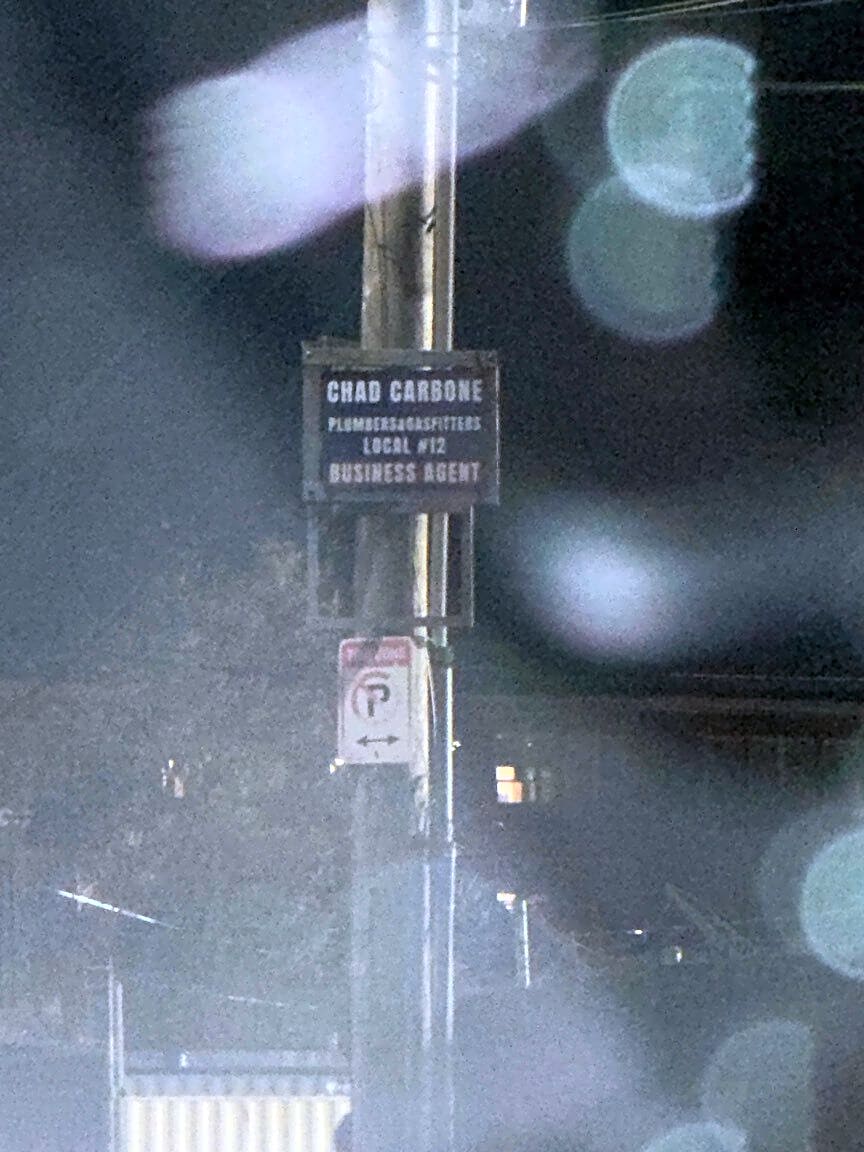 CHAD CARBONE
PLUMBERS&GASFITTERS
LOCAL #12
BUSINESS AGENT
P